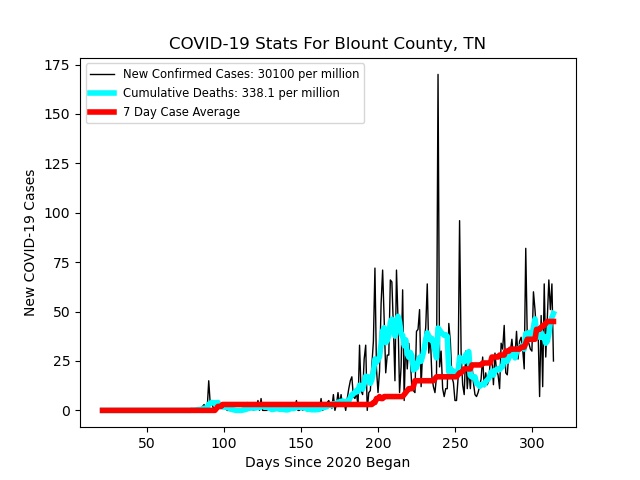 COVID-19 Stats For Blount County, TN
New Confirmed Cases: 30100 per million
Cumulative Deaths: 338.1 per million
7 Day Case Average
New COVID-19 Cases
175
150
125
100
75
50
25
0
50 100 150 200 250 300
Days Since 2020 Began